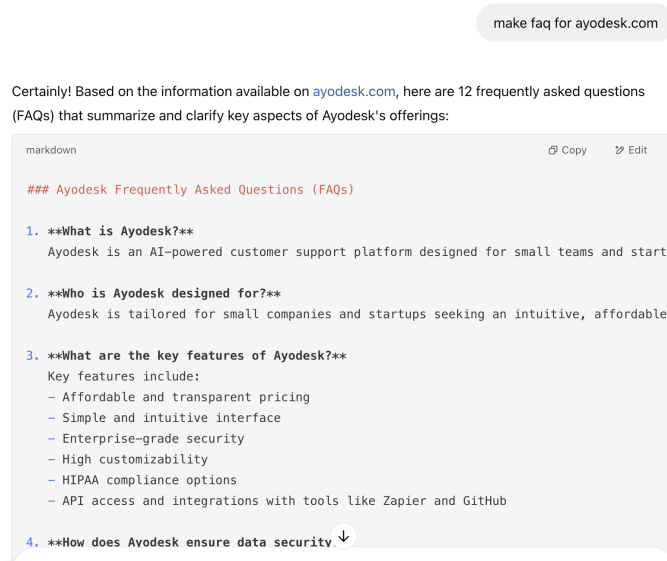 make faq for ayodesk.com
Certainly! Based on the information available on ayodesk.com, here are 12 frequently asked questions
(FAQs) that summarize and clarify key aspects of Ayodesk's offerings:
markdown
Copy
Edit
### Ayodesk Frequently Asked Questions (FAQs)
1. **What is Ayodesk?**
Ayodesk is an AI-powered customer support platform designed for small teams and start
2. **Who is Ayodesk designed for?**
Ayodesk is tailored for small companies and startups seeking an intuitive, affordable
3. **What are the key features of Ayodesk?**
Key features include:
- Affordable and transparent pricing
- Simple and intuitive interface
- Enterprise-grade security
- High customizability
- HIPAA compliance options
- API access and integrations with tools like Zapier and GitHub
4. **How does Ayodesk ensure data security